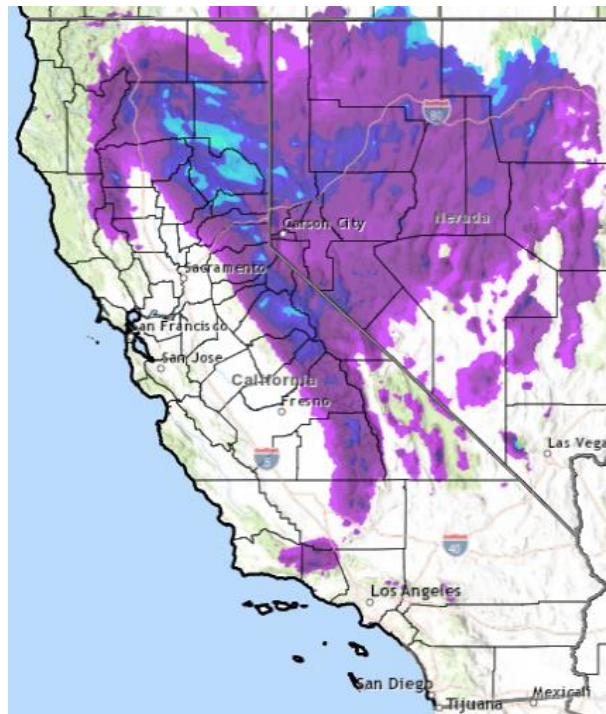 80
Carson City
Nevada
Sacramento
San Francisco
San Jose
California
Fresno
5
Las Vega
40
Los Angeles
San Diego
Tijuana
Mexicali